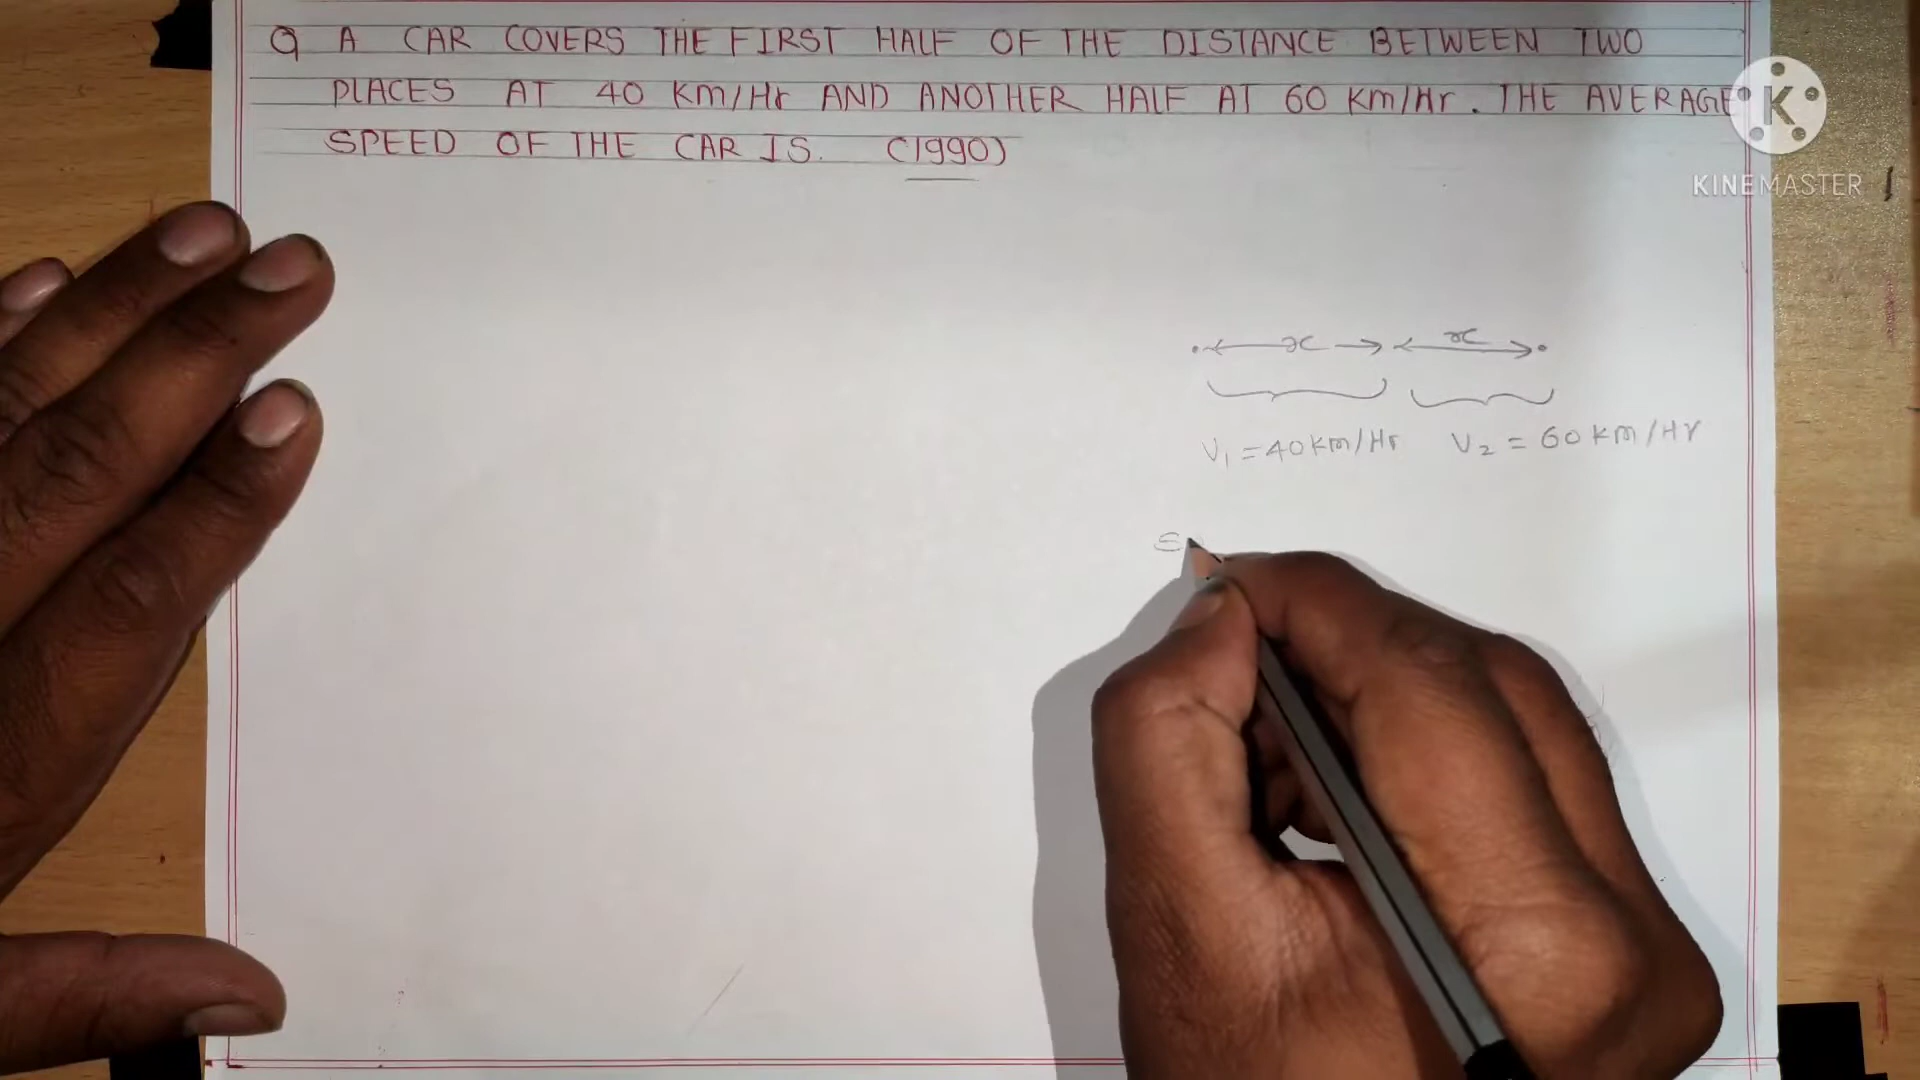 Q A CAR COVERS THE FIRST HALF OF THE DISTANCE BETWEEN TWO
PLACES AT 40 Km/Hr AND ANOTHER HALF AT 60 Km/Hr. THE AVERAGE
SPEED OF THE CAR IS. (1990)
K
KINEMASTER
x x
V1 = 40 Km/Hr V2 = 60 Km/Hr
S